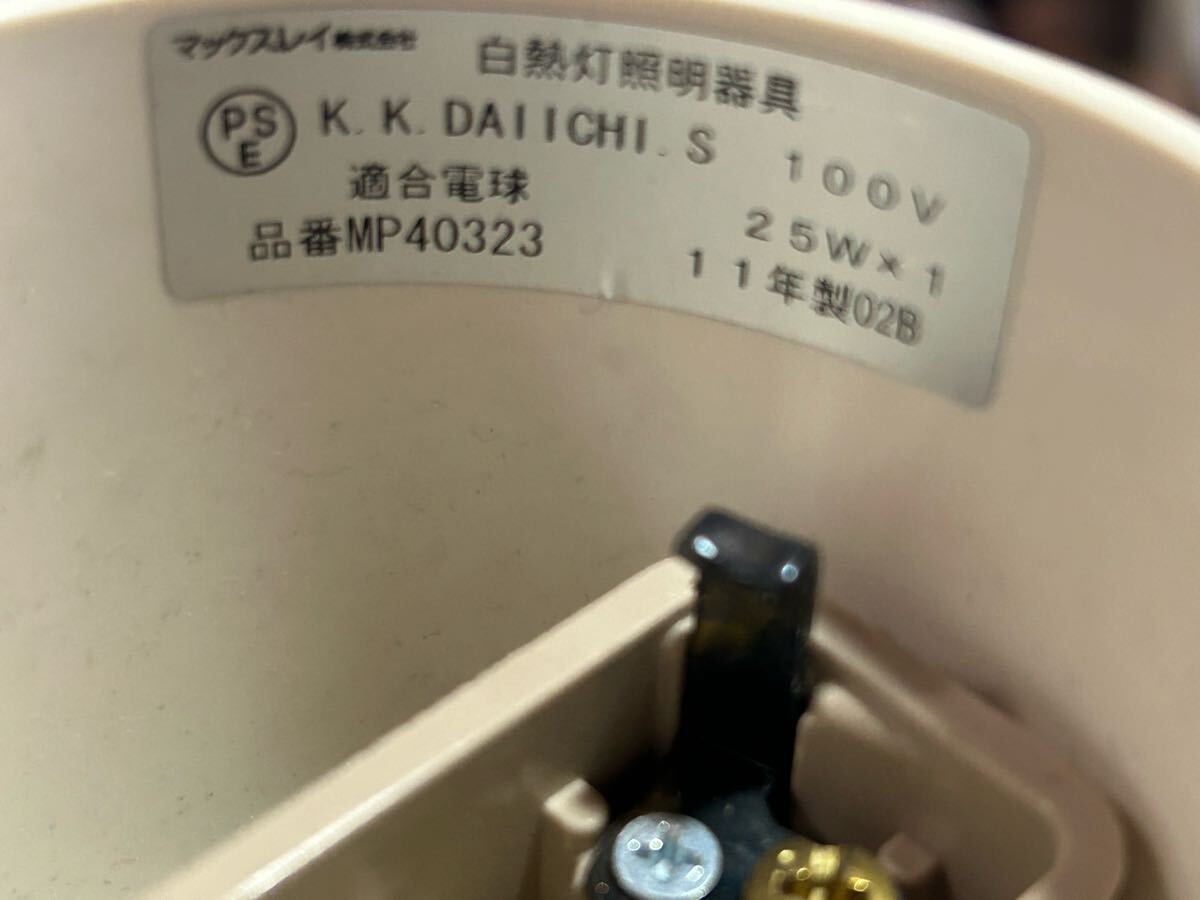 マックスレイ株式会社 白熱灯照明器具
PSE K.K.DAIICHI.S 100V
適合電球 25W×1
品番MP40323 11年製02B